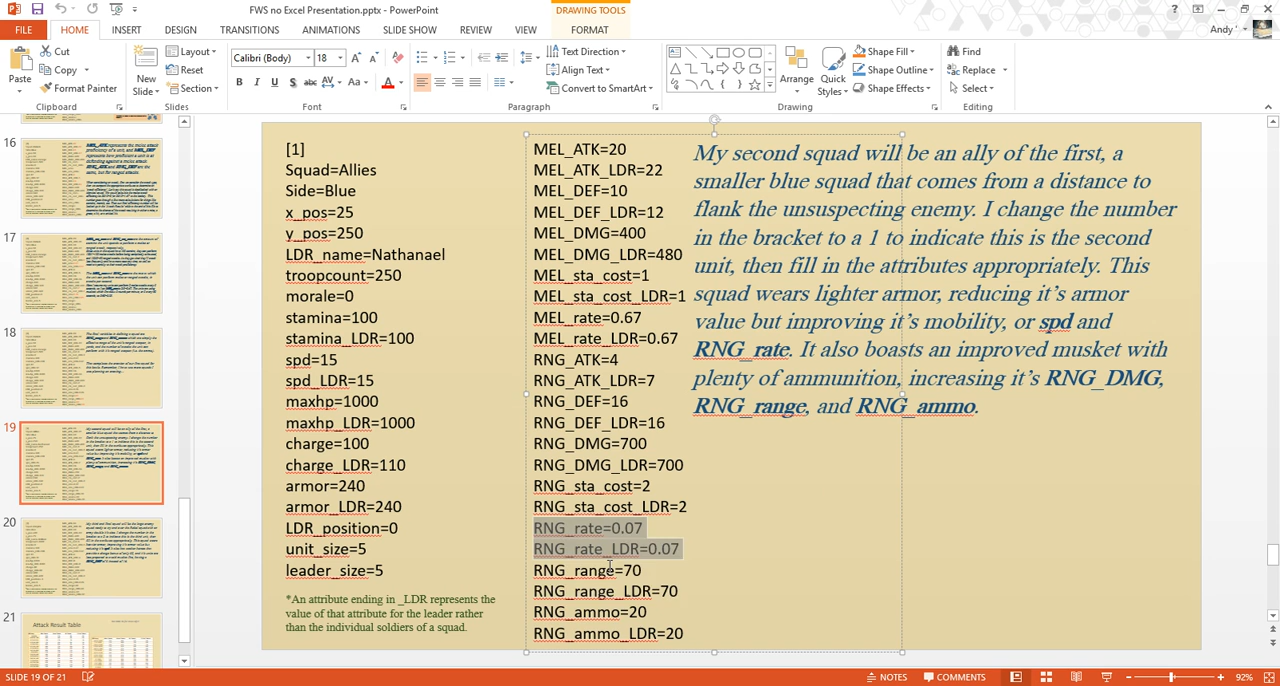 FWS no Excel Presentation.pptx - PowerPoint
DRAWING TOOLS
?
FILE
HOME
INSERT
DESIGN
TRANSITIONS
ANIMATIONS
SLIDE SHOW
REVIEW
VIEW
FORMAT
Andy
Paste
Cut
Copy
Format Painter
Clipboard
New
Slide
Layout
Reset
Section
Slides
Calibri (Body)
18
B I U S abc AV Aa A
Font
Text Direction
Align Text
Convert to SmartArt
Paragraph
Arrange
Quick
Styles
Shape Fill
Shape Outline
Shape Effects
Drawing
Find
Replace
Select
Editing
16
17
18
19
20
21
Attack Result Table
[1]
Squad=Allies
Side=Blue
x_pos=25
y_pos=250
LDR_name=Nathanael
troopcount=250
morale=0
stamina=100
stamina_LDR=100
spd=15
spd_LDR=15
maxhp=1000
maxhp_LDR=1000
charge=100
charge_LDR=110
armor=240
armor_LDR=240
LDR_position=0
unit_size=5
leader_size=5
*An attribute ending in _LDR represents the
value of that attribute for the leader rather
than the individual soldiers of a squad.
MEL_ATK=20
MEL_ATK_LDR=22
MEL_DEF=10
MEL_DEF_LDR=12
MEL_DMG=400
MEL_DMG_LDR=480
MEL_sta_cost=1
MEL_sta_cost_LDR=1
MEL_rate=0.67
MEL_rate_LDR=0.67
RNG_ATK=4
RNG_ATK_LDR=7
RNG_DEF=16
RNG_DEF_LDR=16
RNG_DMG=700
RNG_DMG_LDR=700
RNG_sta_cost=2
RNG_sta_cost_LDR=2
RNG_rate=0.07
RNG_rate_LDR=0.07
RNG_range=70
RNG_range_LDR=70
RNG_ammo=20
RNG_ammo_LDR=20
My second squad will be an ally of the first, a
smaller blue squad that comes from a distance to
flank the unsuspecting enemy. I change the number
in the bracket to a 1 to indicate this is the second
unit, then fill in the attributes appropriately. This
squad wears lighter armor, reducing it's armor
value but improving it's mobility, or spd and
RNG_rate. It also boasts an improved musket with
plenty of ammunition, increasing it's RNG_DMG,
RNG_range, and RNG_ammo.
SLIDE 19 OF 21
NOTES
COMMENTS
92%